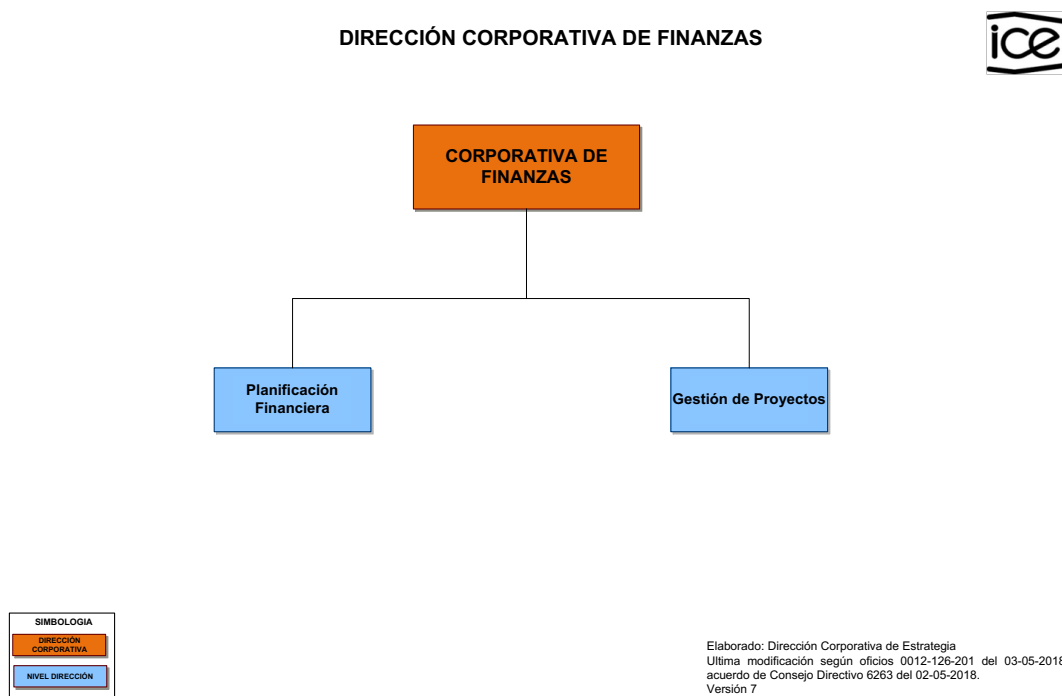 DIRECCIÓN CORPORATIVA DE FINANZAS
ice
CORPORATIVA DE
FINANZAS
Planificación
Financiera
Gestión de Proyectos
SIMBOLOGIA
DIRECCIÓN
CORPORATIVA
NIVEL DIRECCIÓN
Elaborado: Dirección Corporativa de Estrategia
Ultima modificación según oficios 0012-126-201 del 03-05-2018
acuerdo de Consejo Directivo 6263 del 02-05-2018.
Versión 7